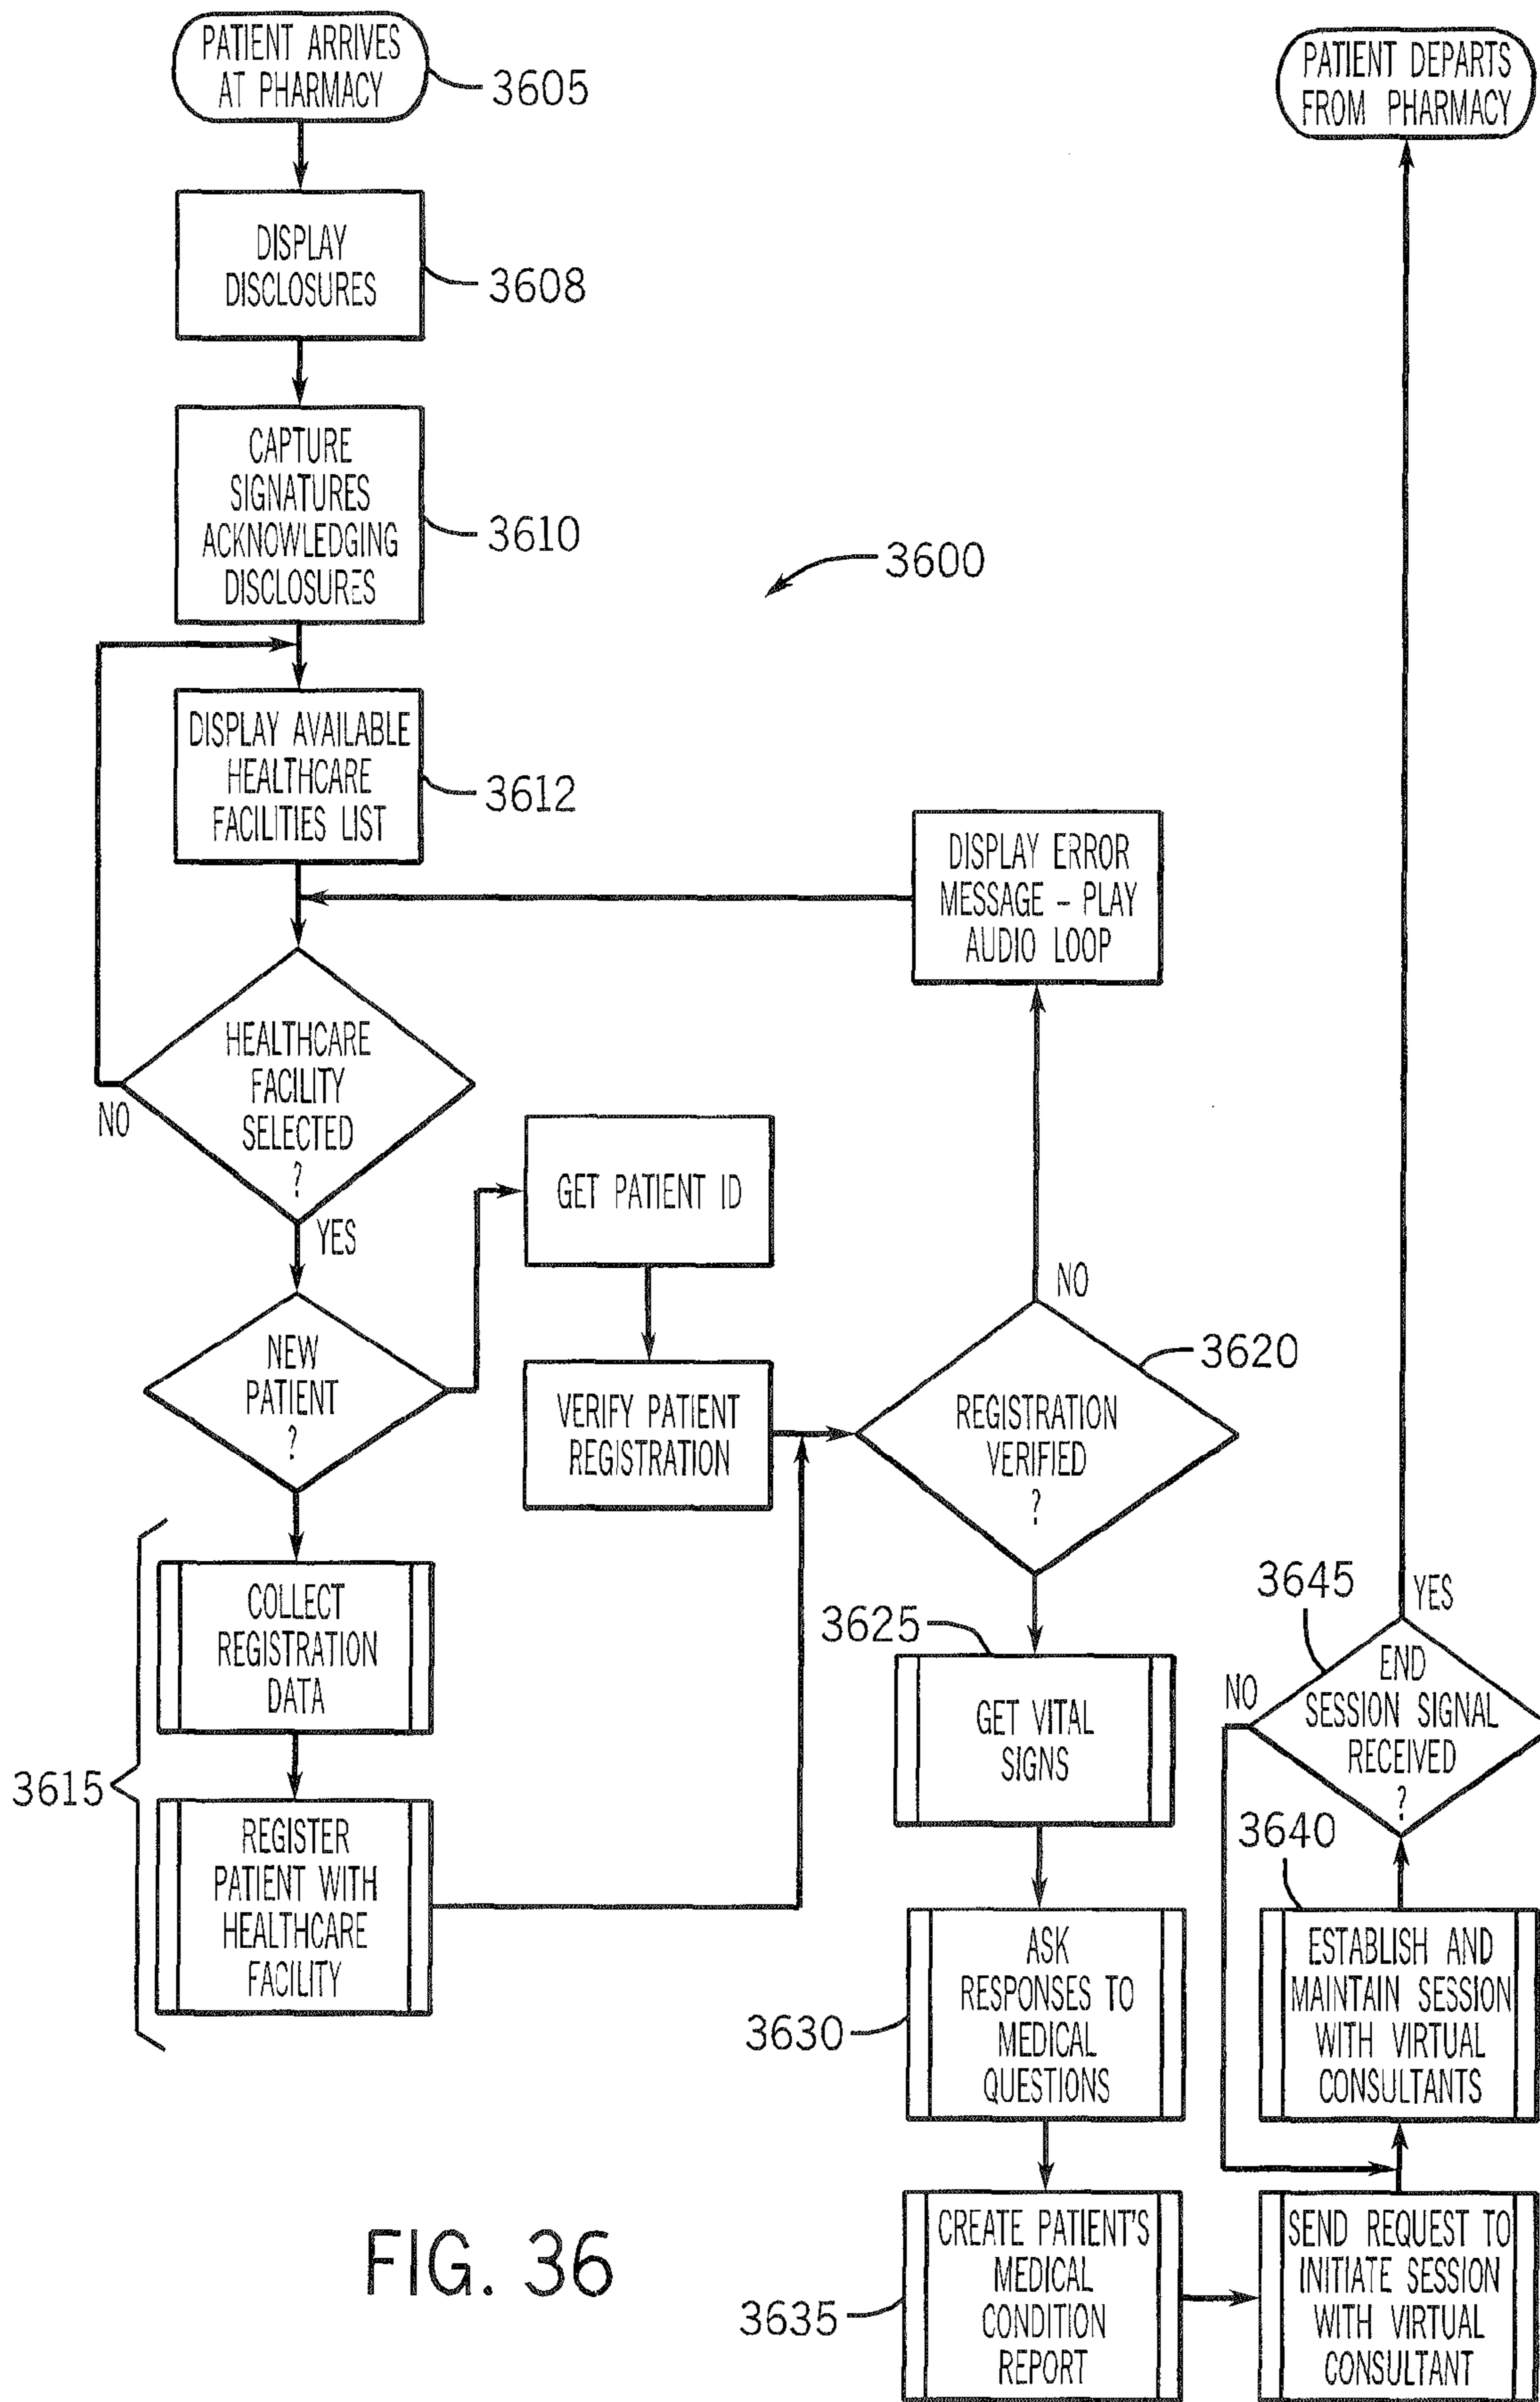 PATIENT ARRIVES
AT PHARMACY
3605
DISPLAY
DISCLOSURES
3608
CAPTURE
SIGNATURES
ACKNOWLEDGING
DISCLOSURES
3610
3600
DISPLAY AVAILABLE
HEALTHCARE
FACILITIES LIST
3612
HEALTHCARE
FACILITY
SELECTED
?
NO
YES
NEW
PATIENT
?
GET PATIENT ID
VERIFY PATIENT
REGISTRATION
3615
COLLECT
REGISTRATION
DATA
REGISTER
PATIENT WITH
HEALTHCARE
FACILITY
DISPLAY ERROR
MESSAGE – PLAY
AUDIO LOOP
NO
3620
REGISTRATION
VERIFIED
?
3625
GET VITAL
SIGNS
3630
ASK
RESPONSES TO
MEDICAL
QUESTIONS
3635
CREATE PATIENT'S
MEDICAL
CONDITION
REPORT
SEND REQUEST TO
INITIATE SESSION
WITH VIRTUAL
CONSULTANT
3640
ESTABLISH AND
MAINTAIN SESSION
WITH VIRTUAL
CONSULTANTS
3645
END
SESSION SIGNAL
RECEIVED
?
NO
YES
PATIENT DEPARTS
FROM PHARMACY
FIG. 36